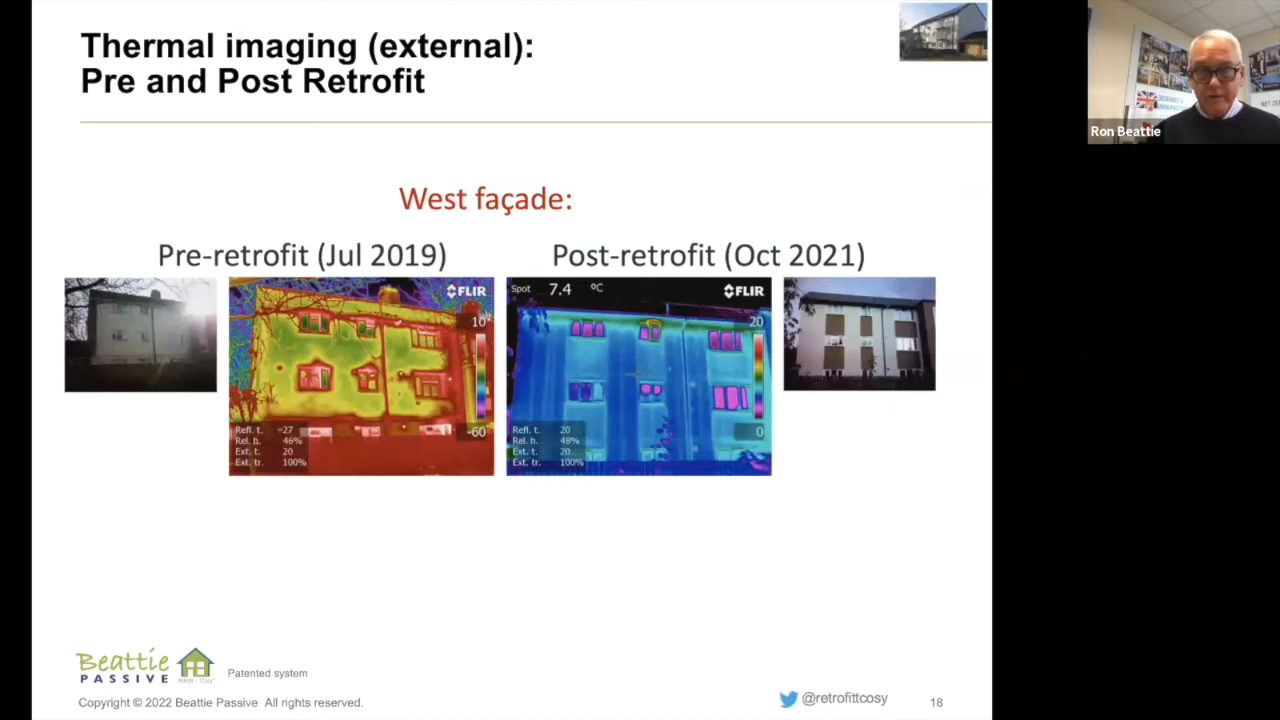 Thermal imaging (external):
Pre and Post Retrofit
West façade:
Pre-retrofit (Jul 2019)
Post-retrofit (Oct 2021)
FLIR
10
-60
Refl. t. -27
Rel. h. 46%
Ext. t. 20
Ext. tr. 100%
Spot 7.4 ºC
FLIR
20
0
Refl. t. 20
Rel. h. 48%
Ext. t. 20
Ext. tr. 100%
Ron Beattie
Beattie
PASSIVE
Patented system
Copyright © 2022 Beattie Passive All rights reserved.
@retrofittcosy
18